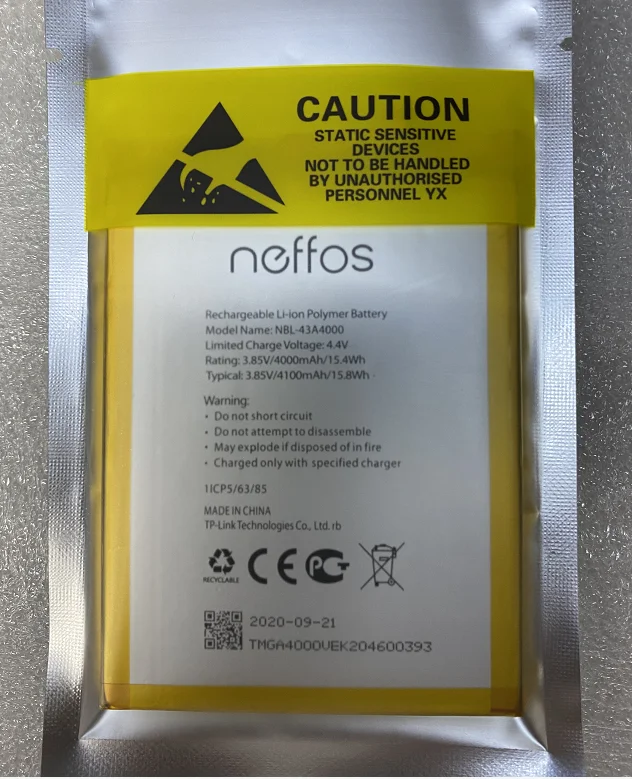 CAUTION
STATIC SENSITIVE
DEVICES
NOT TO BE HANDLED
BY UNAUTHORISED
PERSONNEL YX
neffos
Rechargeable Li-ion Polymer Battery
Model Name: NBL-43A4000
Limited Charge Voltage: 4.4V
Rating: 3.85V/4000mAh/15.4Wh
Typical: 3.85V/4100mAh/15.8Wh
Warning:
• Do not short circuit
• Do not attempt to disassemble
• May explode if disposed of in fire
• Charged only with specified charger
1ICP5/63/85
MADE IN CHINA
TP-Link Technologies Co., Ltd. rb
RECYCLABLE
CE
PCT
2020-09-21
TMGA4000VEK204600393